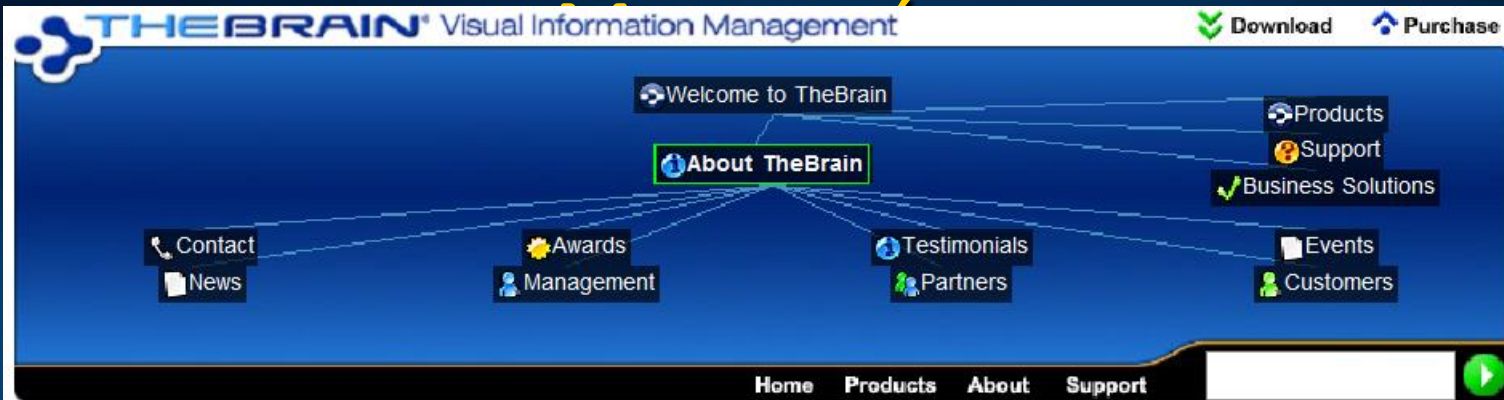 THEBRAIN® Visual Information Management
Download Purchase
Welcome to TheBrain
Products
Support
About TheBrain
Business Solutions
Contact Awards Testimonials Events
News Management Partners Customers
Home Products About Support